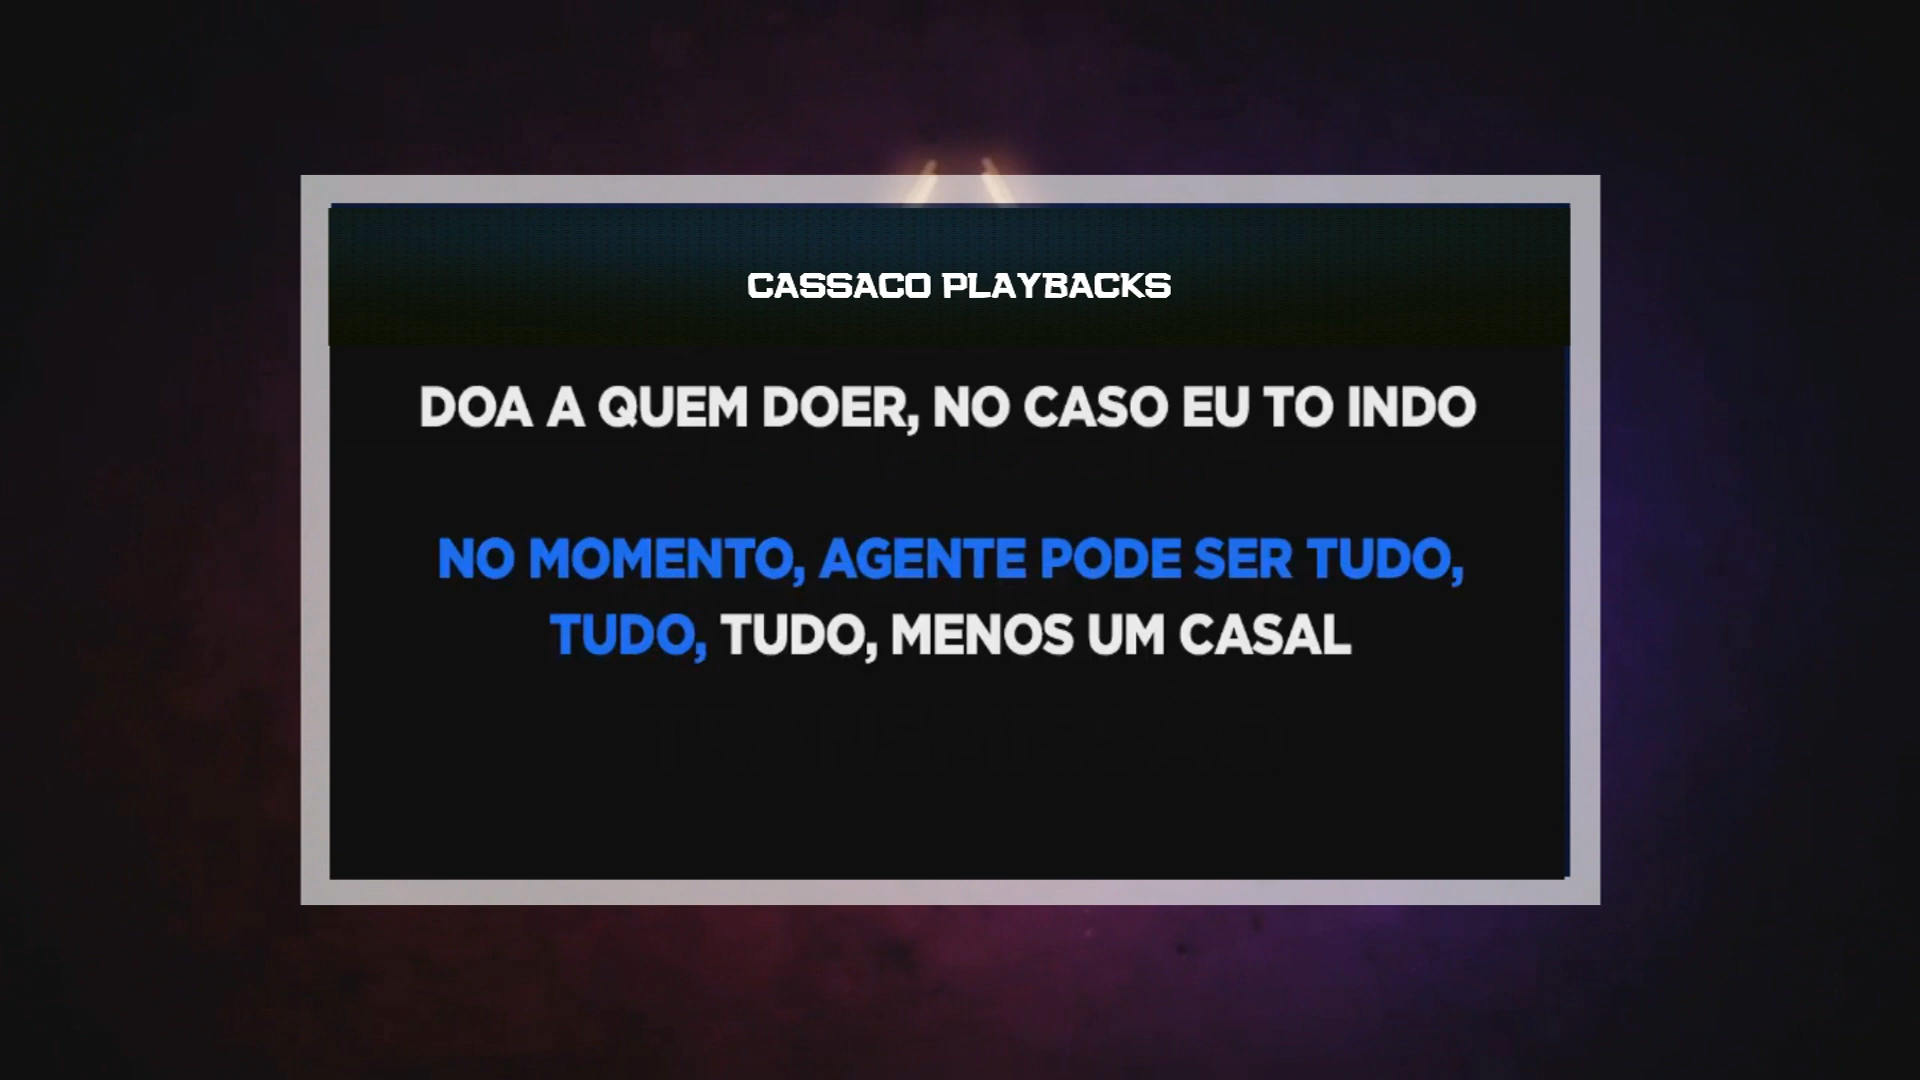 CASSACO PLAYBACKS
DOA A QUEM DOER, NO CASO EU TO INDO
NO MOMENTO, AGENTE PODE SER TUDO,
TUDO, TUDO, MENOS UM CASAL
TRANSMISSÃO